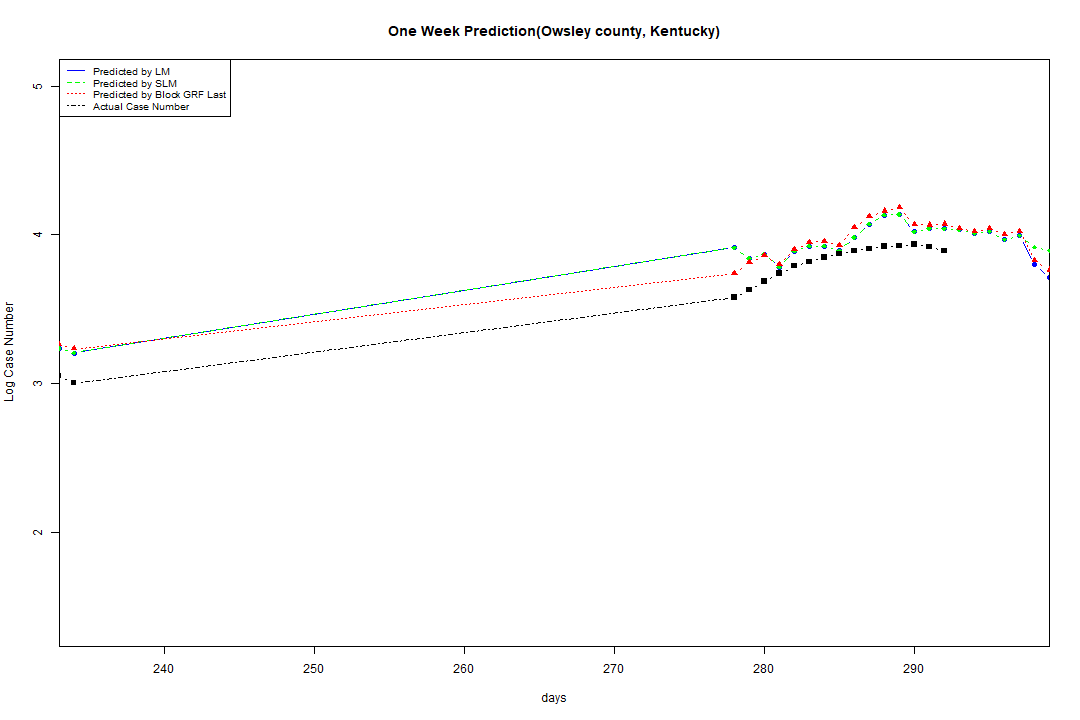 One Week Prediction(Owsley county, Kentucky)
Predicted by LM
Predicted by SLM
Predicted by Block GRF Last
Actual Case Number
5
4
3
2
Log Case Number
240 250 260 270 280 290
days